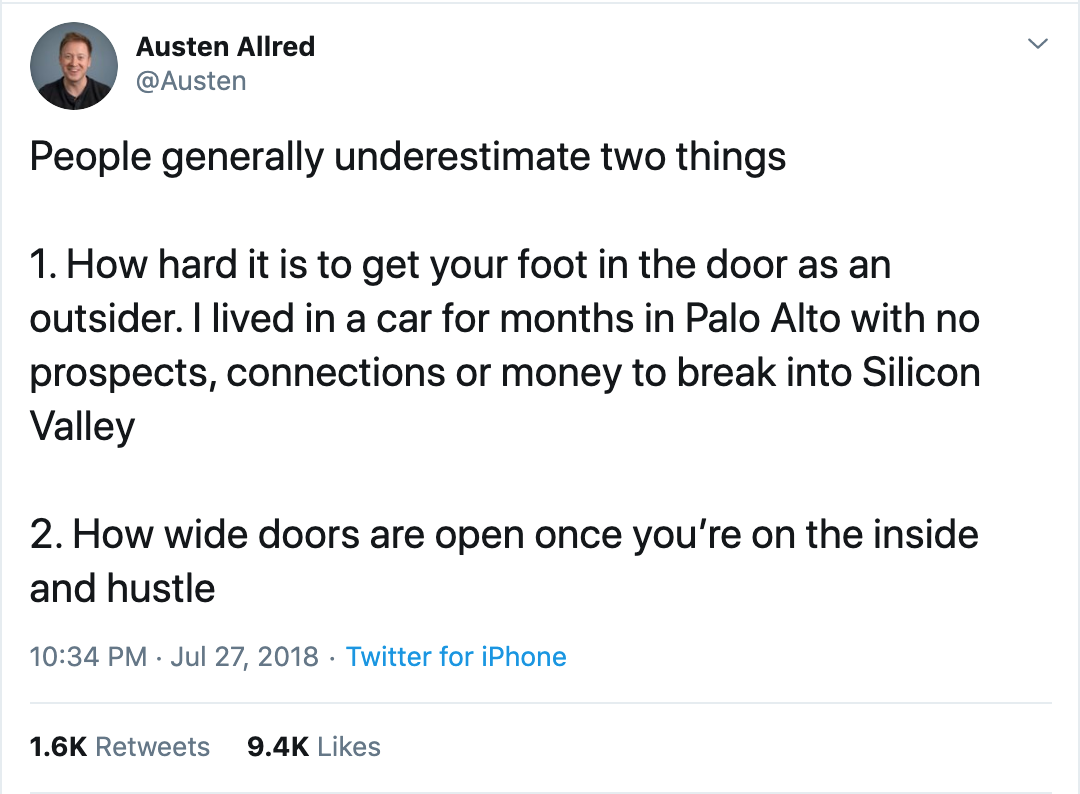 Austen Allred
@Austen
People generally underestimate two things
1. How hard it is to get your foot in the door as an
outsider. I lived in a car for months in Palo Alto with no
prospects, connections or money to break into Silicon
Valley
2. How wide doors are open once you’re on the inside
and hustle
10:34 PM · Jul 27, 2018 · Twitter for iPhone
1.6K Retweets 9.4K Likes